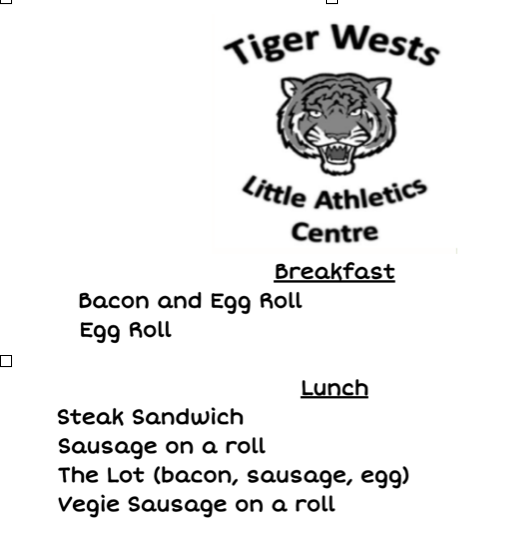 Tiger Wests
Little Athletics
Centre
Breakfast
Bacon and Egg Roll
Egg Roll
Lunch
Steak Sandwich
Sausage on a roll
The Lot (bacon, sausage, egg)
Vegie Sausage on a roll